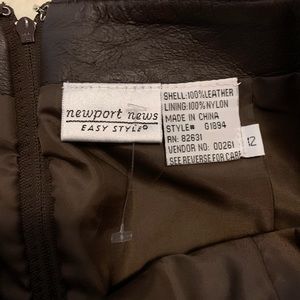 newport news
EASY STYLE®
SHELL:100%LEATHER
LINING:100%NYLON
MADE IN CHINA
STYLE# G1894
RN: 82631
VENDOR NO: 00261
SEE REVERSE FOR CARE
12